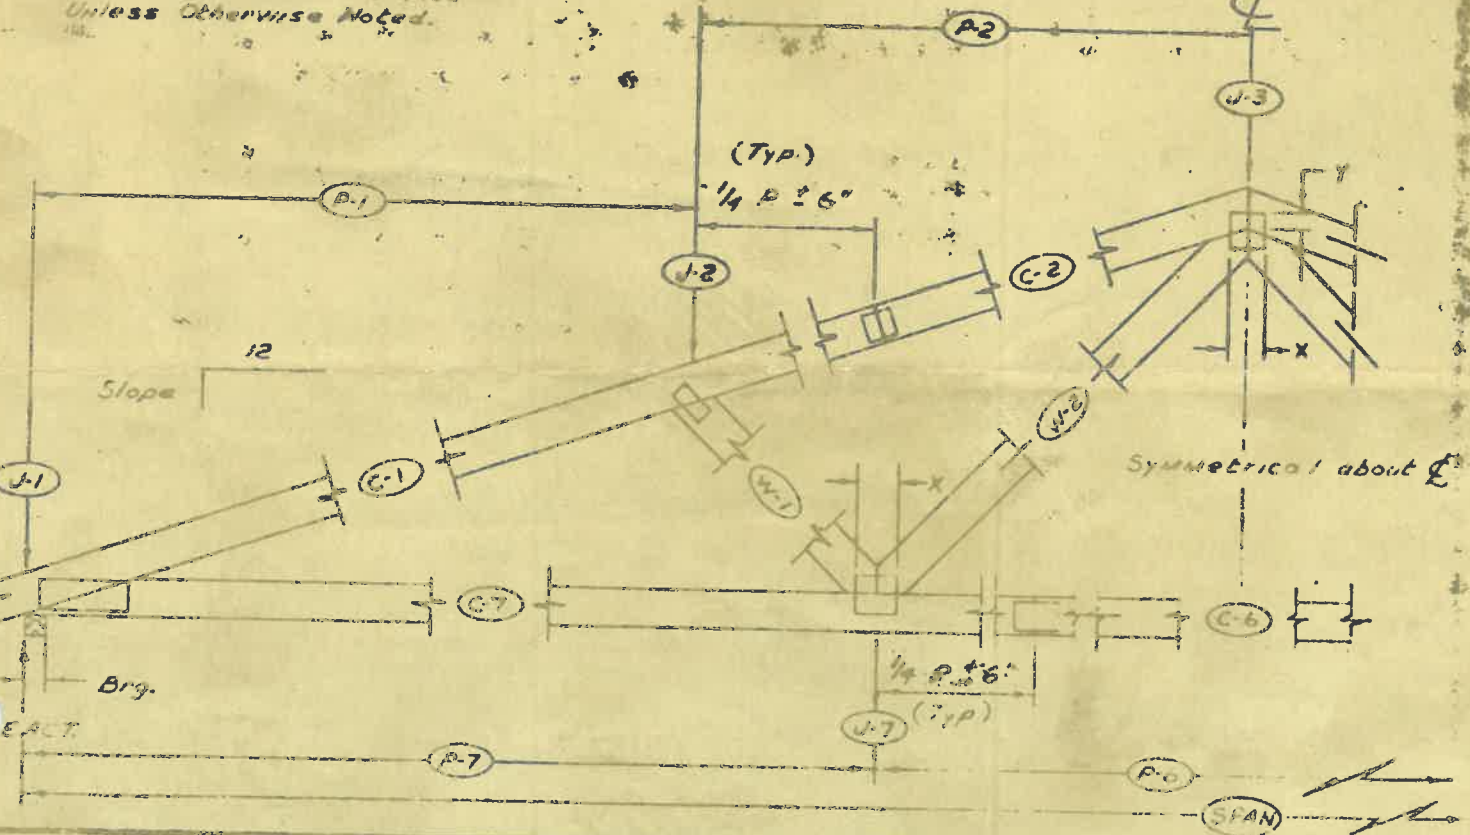 Unless Otherwise Noted.
P-2
J-3
(Typ.)
1/4 P ± 6"
P-1
Y
J-2
C-2
12
Slope
X
W-2
Symmetrical about ℄
J-1
C-1
W-1
X
C-7
C-6
Brg.
1/4 P ± 6"
(Typ)
J-7
P-7
P-6
SPAN